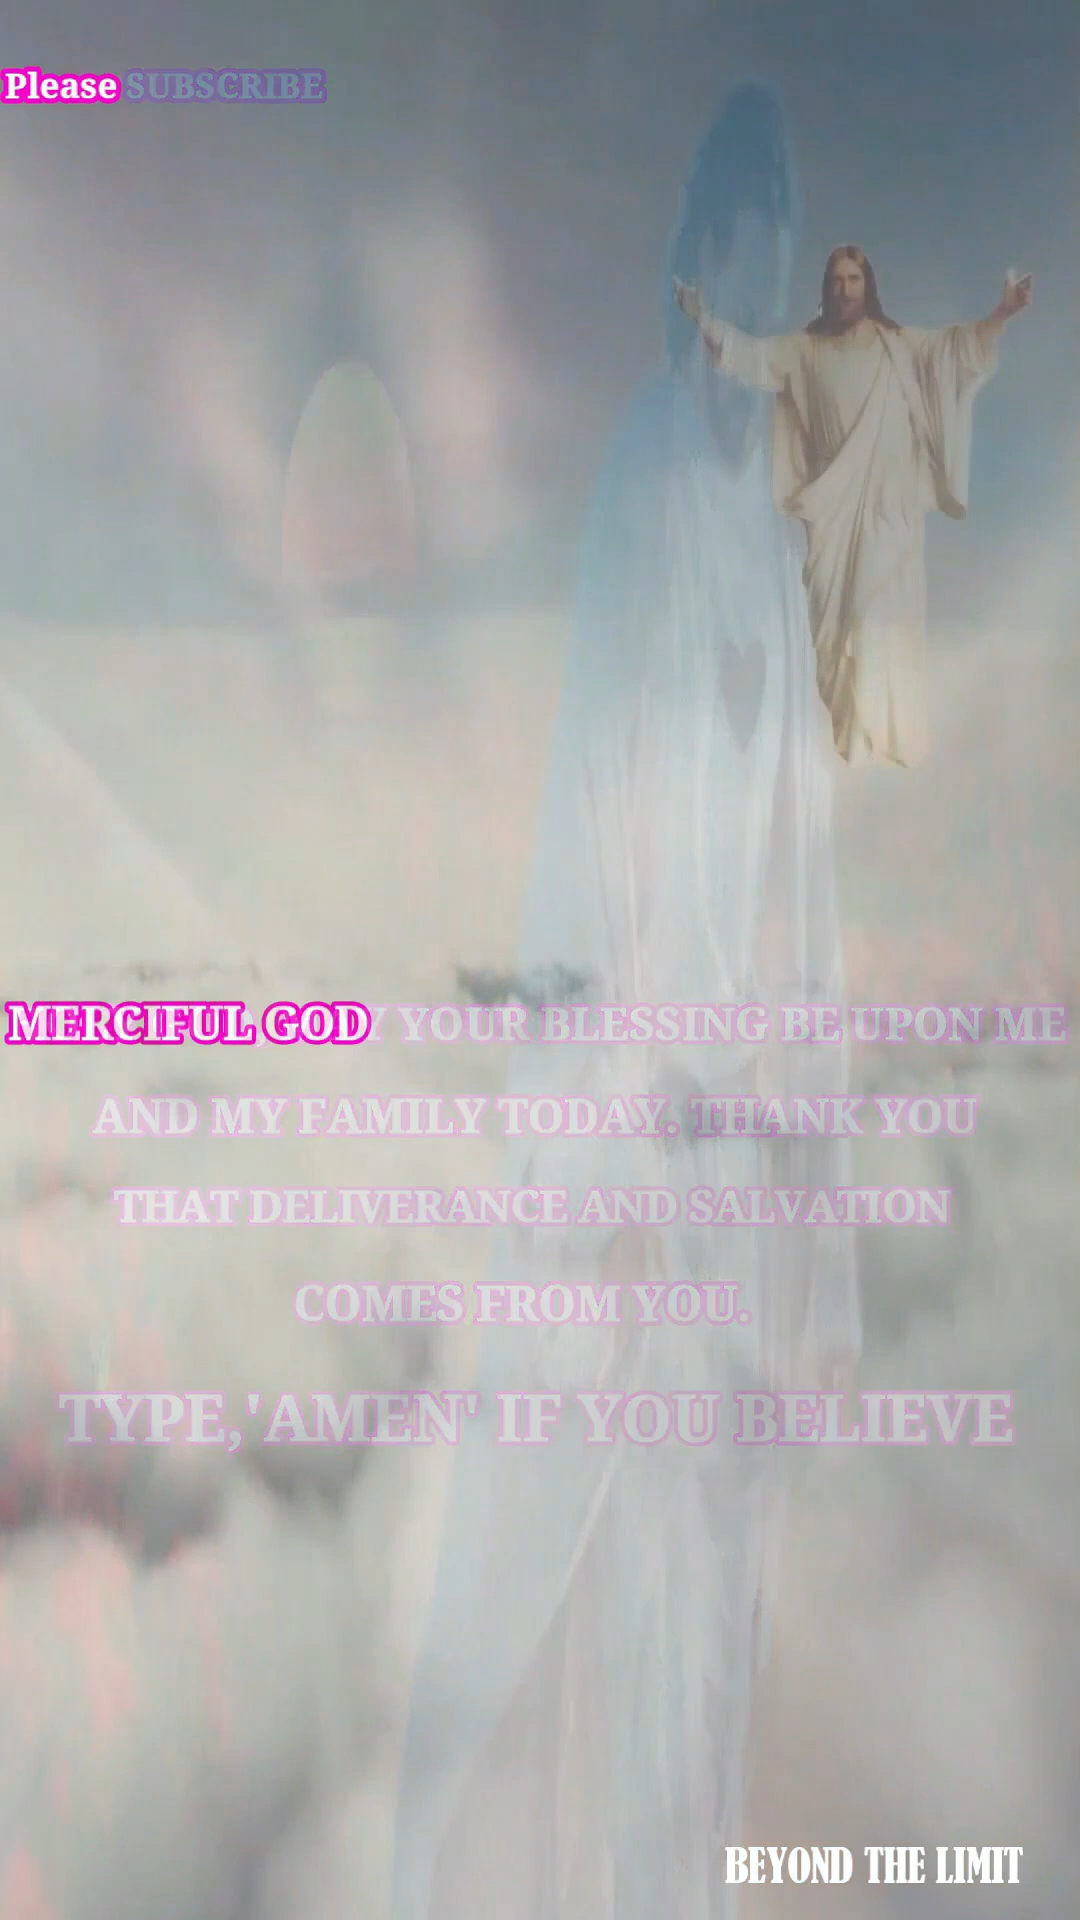 Please SUBSCRIBE
MERCIFUL GOD YOUR BLESSING BE UPON ME
AND MY FAMILY TODAY. THANK YOU
THAT DELIVERANCE AND SALVATION
COMES FROM YOU.
TYPE,'AMEN' IF YOU BELIEVE
BEYOND THE LIMIT